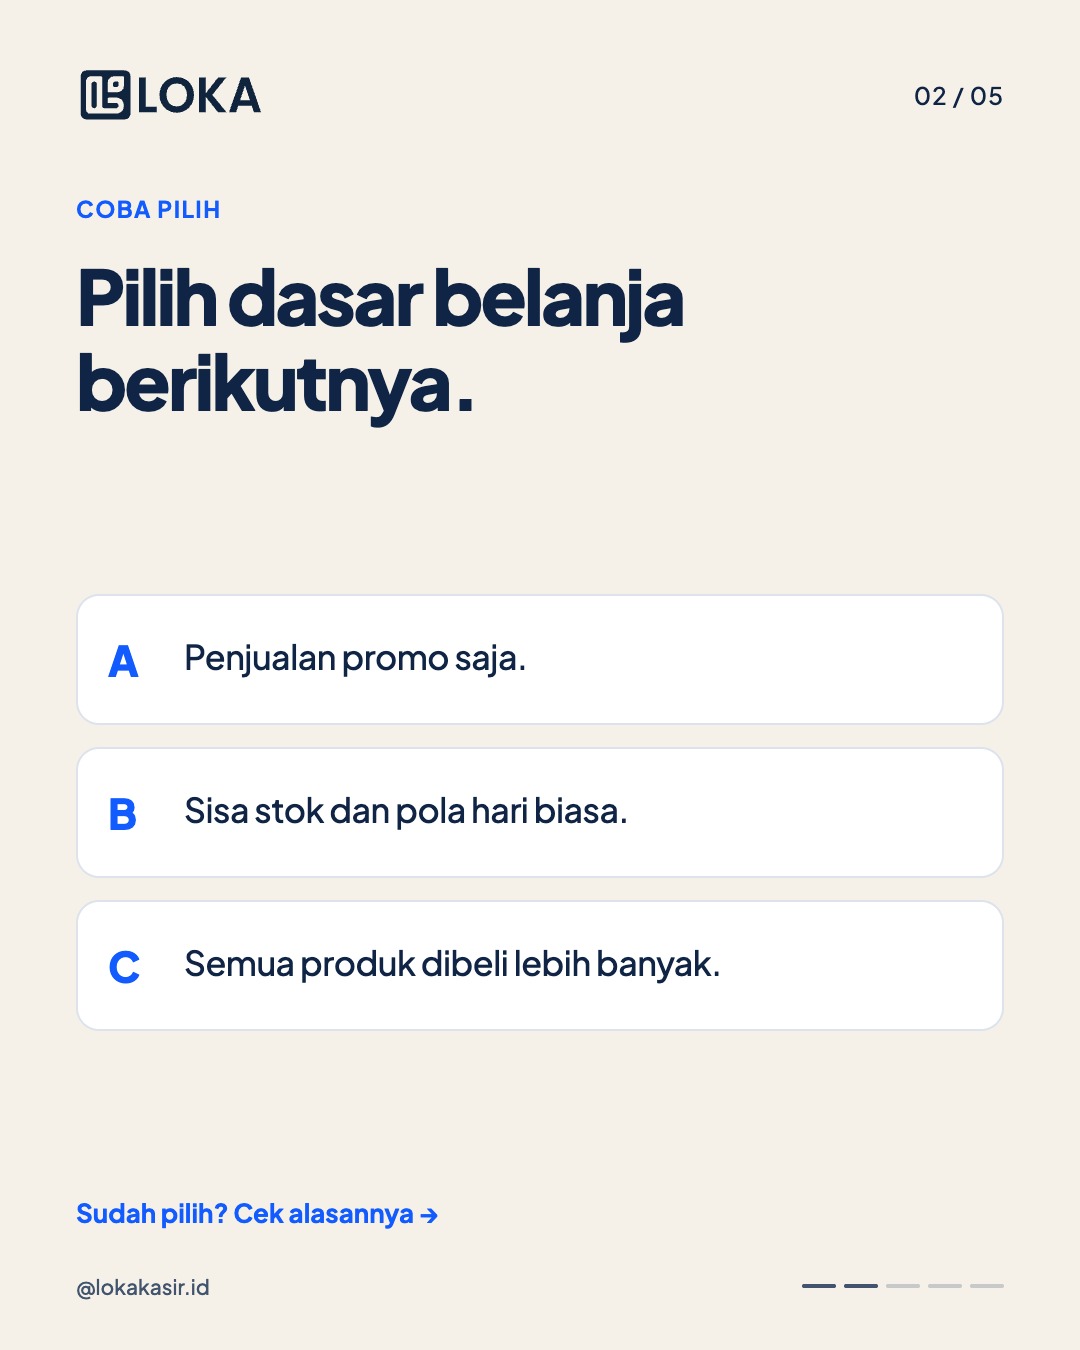 LOKA
02 / 05
COBA PILIH
Pilih dasar belanja
berikutnya.
A Penjualan promo saja.
B Sisa stok dan pola hari biasa.
C Semua produk dibeli lebih banyak.
Sudah pilih? Cek alasannya →
@lokakasir.id